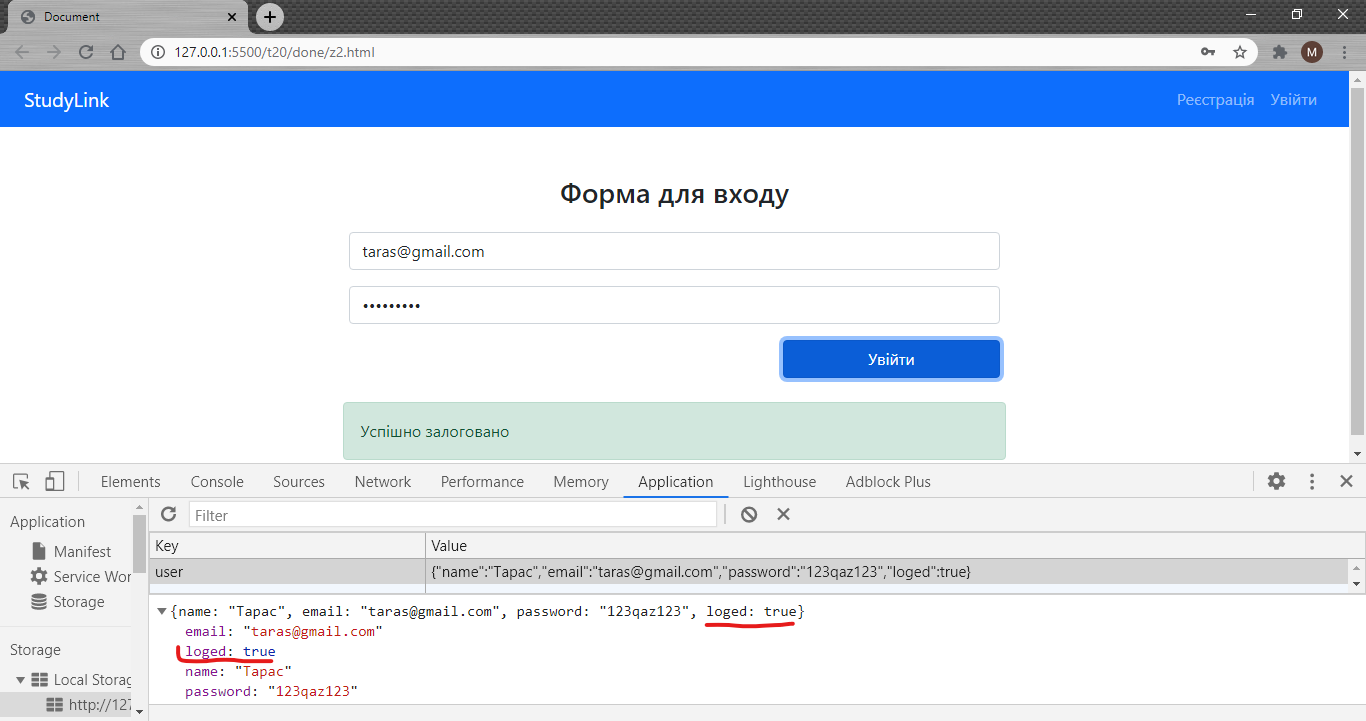 Document
127.0.0.1:5500/t20/done/z2.html
M
StudyLink
Реєстрація Увійти
Форма для входу
taras@gmail.com
•••••••••
Увійти
Успішно залоговано
Elements Console Sources Network Performance Memory Application Lighthouse Adblock Plus
Application
Manifest
Service Wor
Storage
Storage
Local Storag
http://127
Filter
Key Value
user {"name":"Тарас","email":"taras@gmail.com","password":"123qaz123","loged":true}
{name: "Тарас", email: "taras@gmail.com", password: "123qaz123", loged: true}
email: "taras@gmail.com"
loged: true
name: "Тарас"
password: "123qaz123"